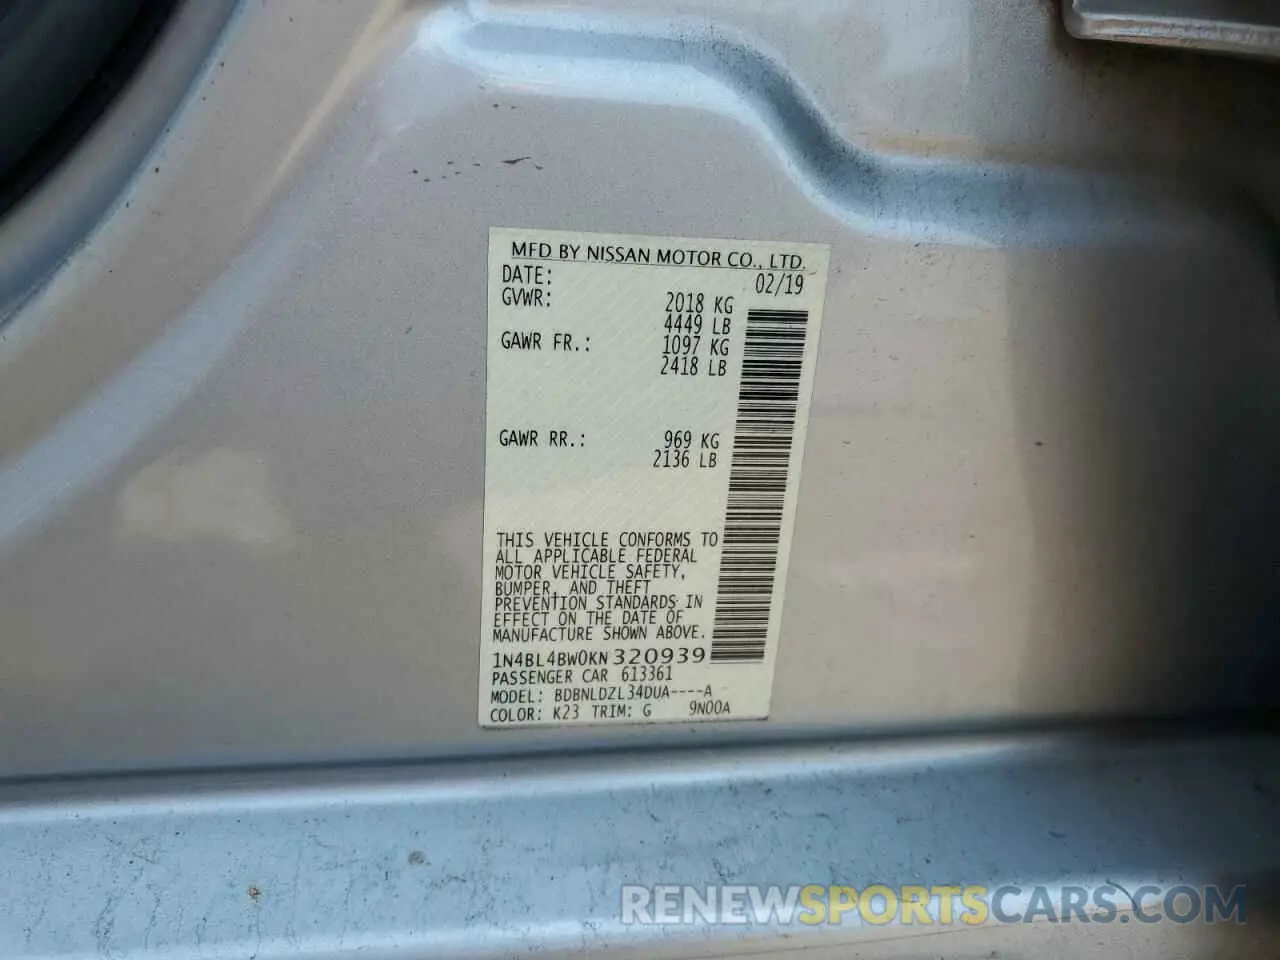 MFD BY NISSAN MOTOR CO., LTD.
DATE: 02/19
GVWR: 2018 KG
4449 LB
GAWR FR.: 1097 KG
2418 LB
GAWR RR.: 969 KG
2136 LB
THIS VEHICLE CONFORMS TO
ALL APPLICABLE FEDERAL
MOTOR VEHICLE SAFETY,
BUMPER, AND THEFT
PREVENTION STANDARDS IN
EFFECT ON THE DATE OF
MANUFACTURE SHOWN ABOVE.
1N4BL4BW0KN320939
PASSENGER CAR 613361
MODEL: BDBNLDZL34DUA----A
COLOR: K23 TRIM: G 9N00A
RENEWSPORTSCARS.COM